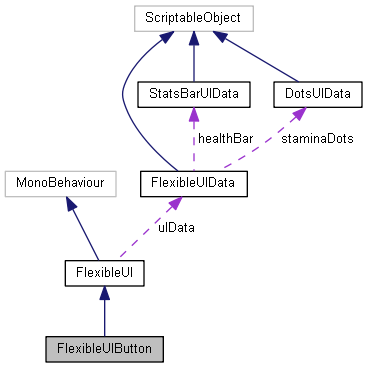 ScriptableObject
StatsBarUIData
DotsUIData
healthBar
staminaDots
MonoBehaviour
FlexibleUIData
uiData
FlexibleUI
FlexibleUIButton